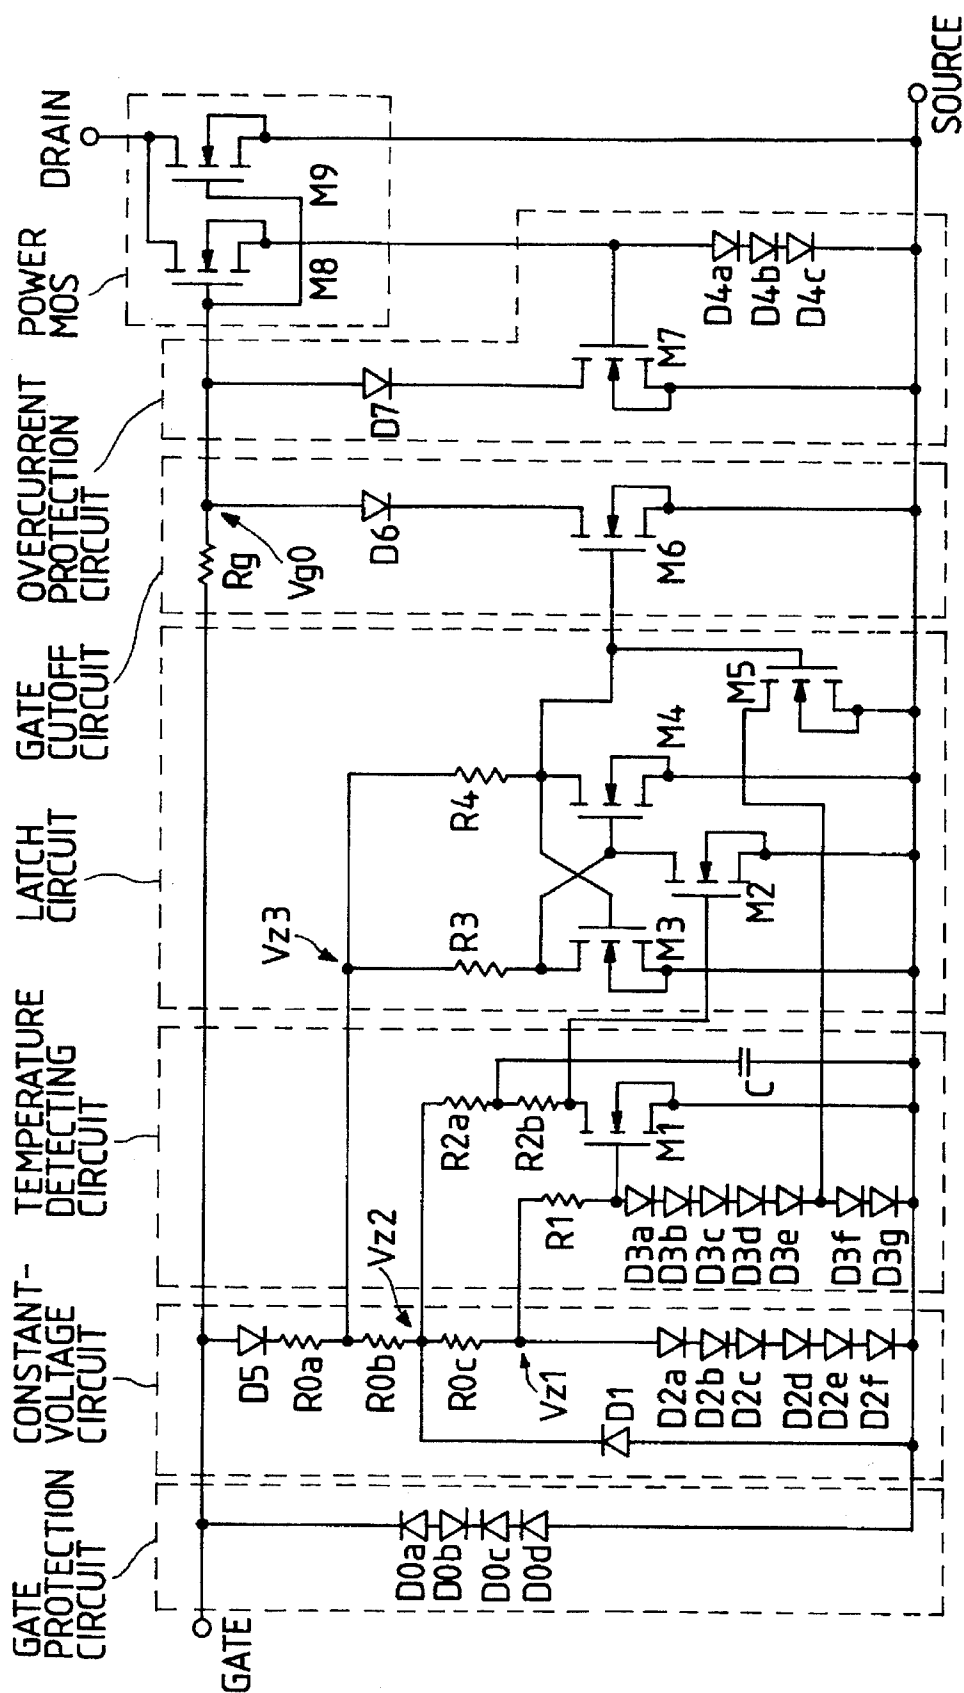 GATE
PROTECTION
CIRCUIT
CONSTANT-
VOLTAGE
CIRCUIT
TEMPERATURE
DETECTING
CIRCUIT
LATCH
CIRCUIT
GATE
CUTOFF
CIRCUIT
OVERCURRENT
PROTECTION
CIRCUIT
POWER
MOS
DRAIN
GATE
SOURCE
D0a
D0b
D0c
D0d
D5
R0a
R0b
R0c
Vz1
Vz2
Vz3
D1
D2a
D2b
D2c
D2d
D2e
D2f
R1
R2a
R2b
M1
C
D3a
D3b
D3c
D3d
D3e
D3f
D3g
R3
R4
M3
M4
M2
M5
Rg
Vg0
D6
M6
D7
M7
D4a
D4b
D4c
M8
M9